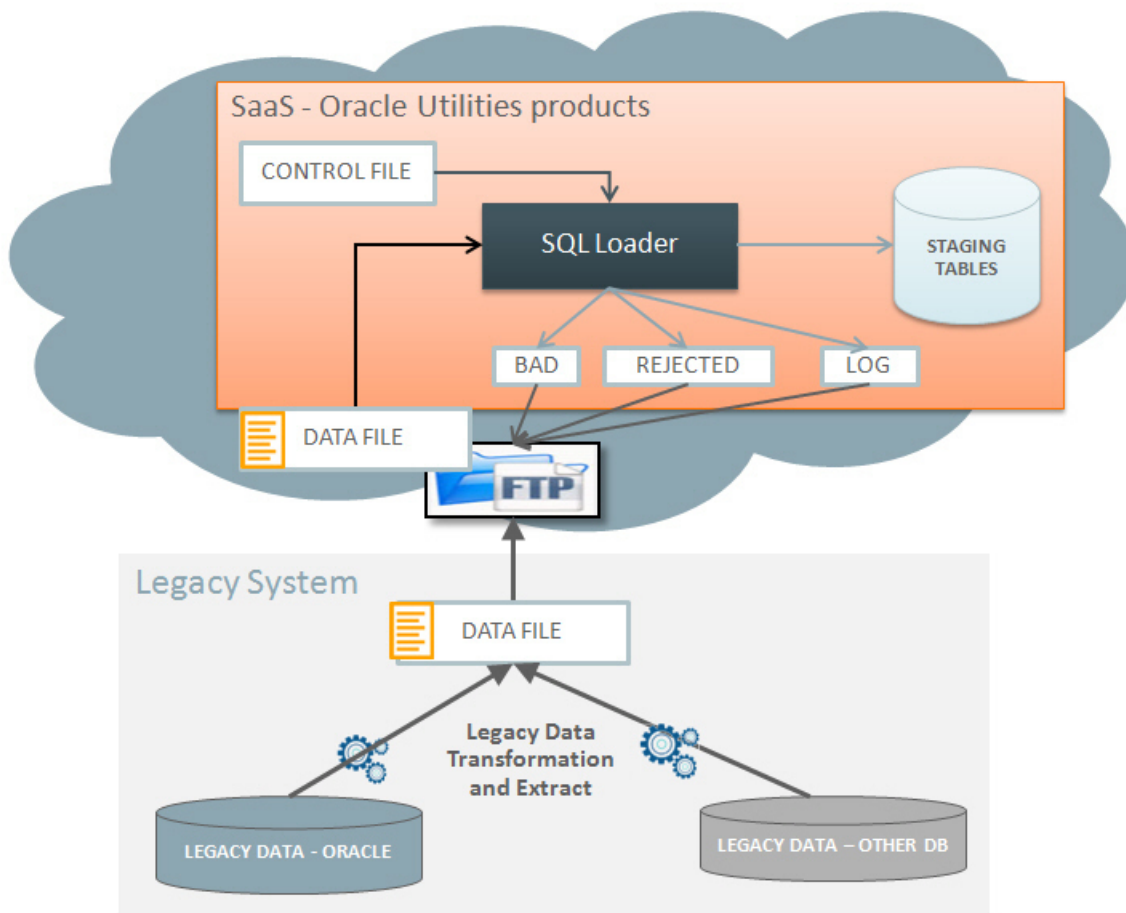 SaaS - Oracle Utilities products
CONTROL FILE
SQL Loader
STAGING
TABLES
BAD
REJECTED
LOG
DATA FILE
FTP
Legacy System
DATA FILE
Legacy Data
Transformation
and Extract
LEGACY DATA - ORACLE
LEGACY DATA – OTHER DB